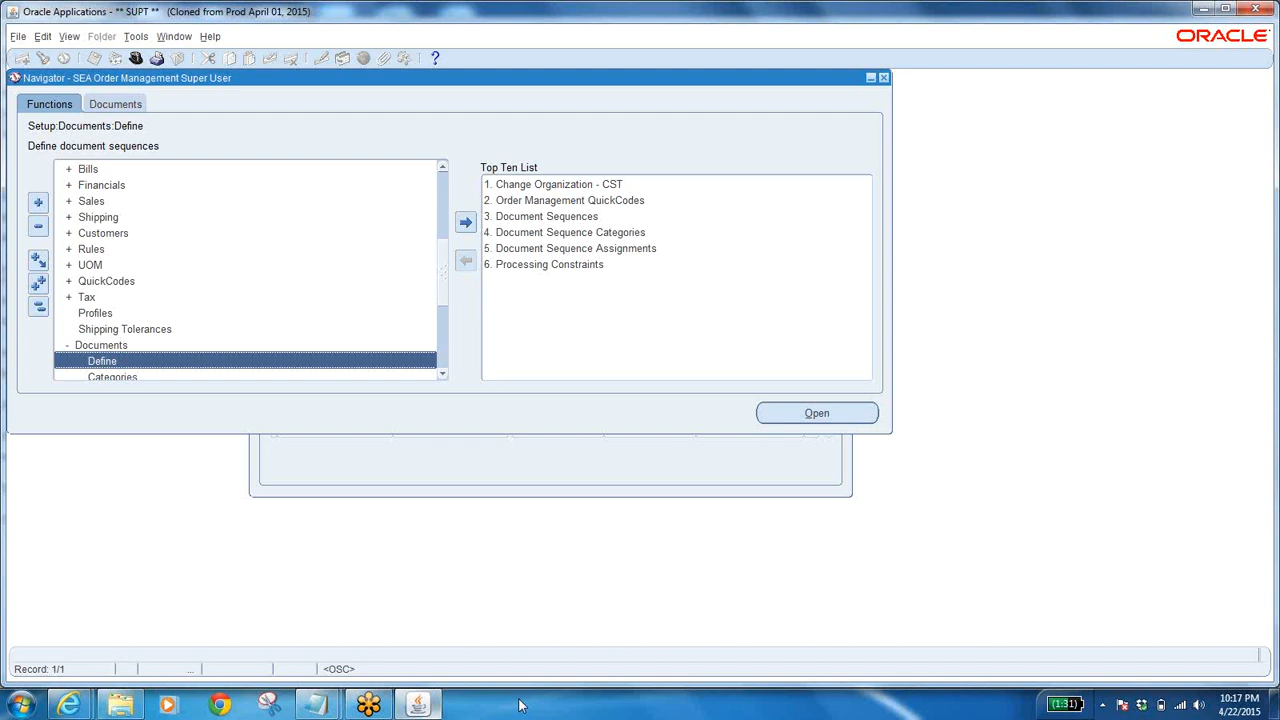 Oracle Applications - ** SUPT ** (Cloned from Prod April 01, 2015)
File Edit View Folder Tools Window Help
ORACLE
Navigator - SEA Order Management Super User
Functions Documents
Setup:Documents:Define
Define document sequences
+ Bills
+ Financials
+ Sales
+ Shipping
+ Customers
+ Rules
+ UOM
+ QuickCodes
+ Tax
Profiles
Shipping Tolerances
- Documents
Define
Categories
Top Ten List
1. Change Organization - CST
2. Order Management QuickCodes
3. Document Sequences
4. Document Sequence Categories
5. Document Sequence Assignments
6. Processing Constraints
Open
Record: 1/1 ... <OSC>
(1:31)
10:17 PM
4/22/2015